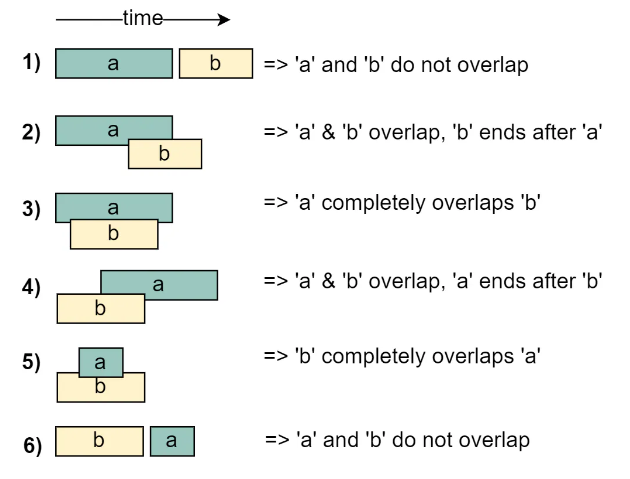 time
1) a b => 'a' and 'b' do not overlap
2) a b => 'a' & 'b' overlap, 'b' ends after 'a'
3) a b => 'a' completely overlaps 'b'
4) a b => 'a' & 'b' overlap, 'a' ends after 'b'
5) a b => 'b' completely overlaps 'a'
6) b a => 'a' and 'b' do not overlap